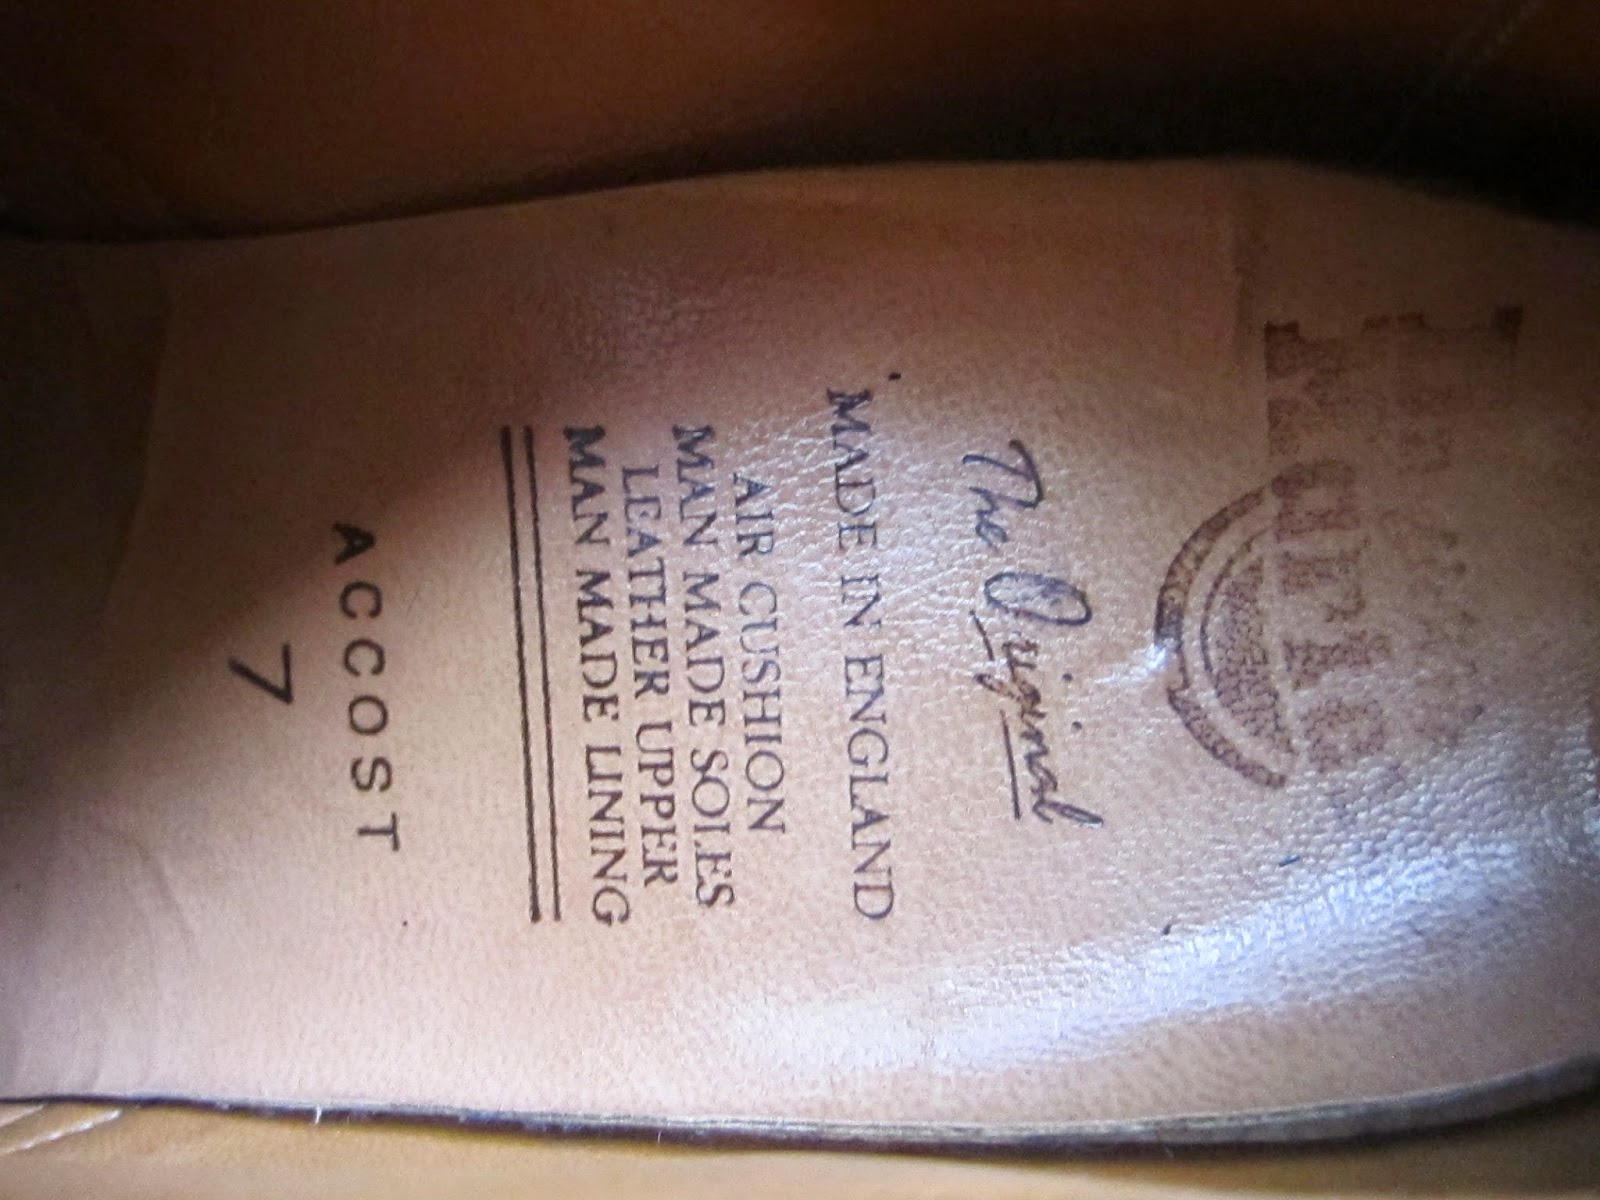 The Original
MADE IN ENGLAND
AIR CUSHION
MAN MADE SOLES
LEATHER UPPER
MAN MADE LINING
ACCOST
7